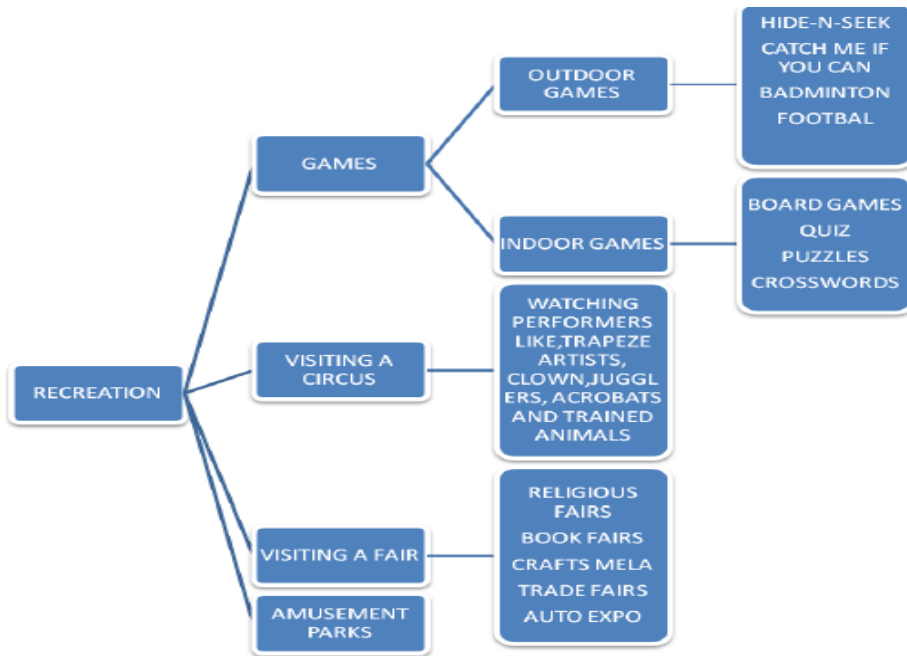 RECREATION
GAMES
OUTDOOR
GAMES
HIDE-N-SEEK
CATCH ME IF
YOU CAN
BADMINTON
FOOTBAL
INDOOR GAMES
BOARD GAMES
QUIZ
PUZZLES
CROSSWORDS
VISITING A
CIRCUS
WATCHING
PERFORMERS
LIKE,TRAPEZE
ARTISTS,
CLOWN,JUGGL
ERS, ACROBATS
AND TRAINED
ANIMALS
VISITING A FAIR
RELIGIOUS
FAIRS
BOOK FAIRS
CRAFTS MELA
TRADE FAIRS
AUTO EXPO
AMUSEMENT
PARKS